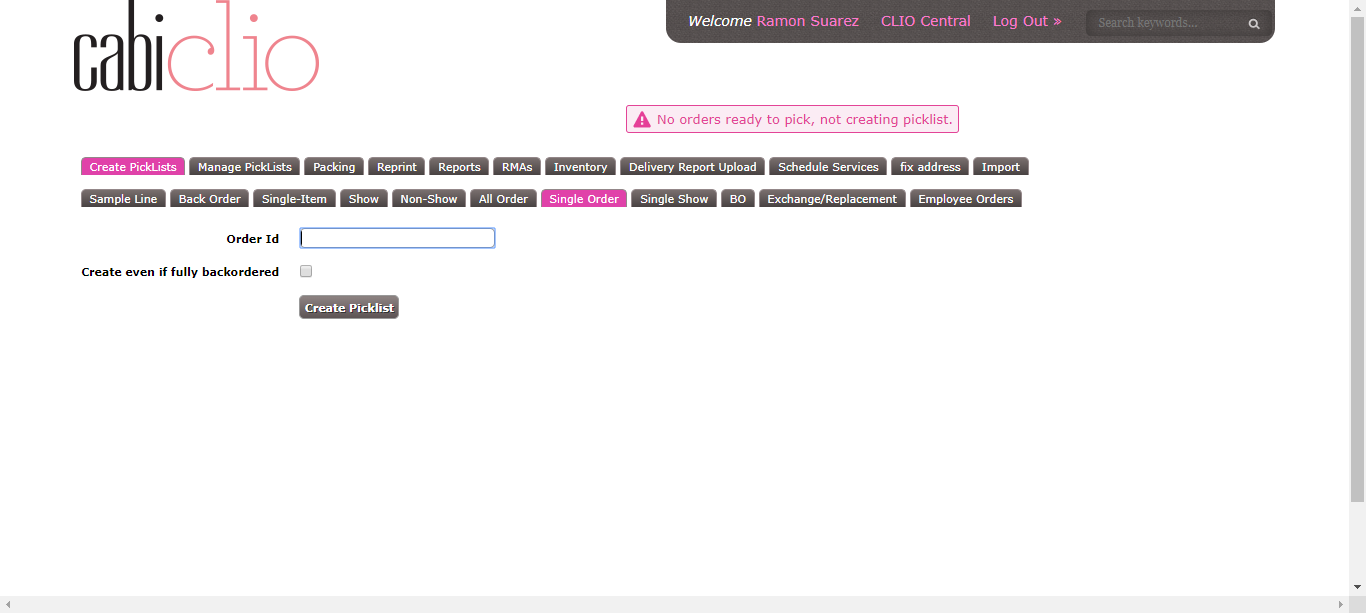 cabiclio
Welcome Ramon Suarez CLIO Central Log Out » Search keywords...
No orders ready to pick, not creating picklist.
Create PickLists Manage PickLists Packing Reprint Reports RMAs Inventory Delivery Report Upload Schedule Services fix address Import
Sample Line Back Order Single-Item Show Non-Show All Order Single Order Single Show BO Exchange/Replacement Employee Orders
Order Id
Create even if fully backordered
Create Picklist